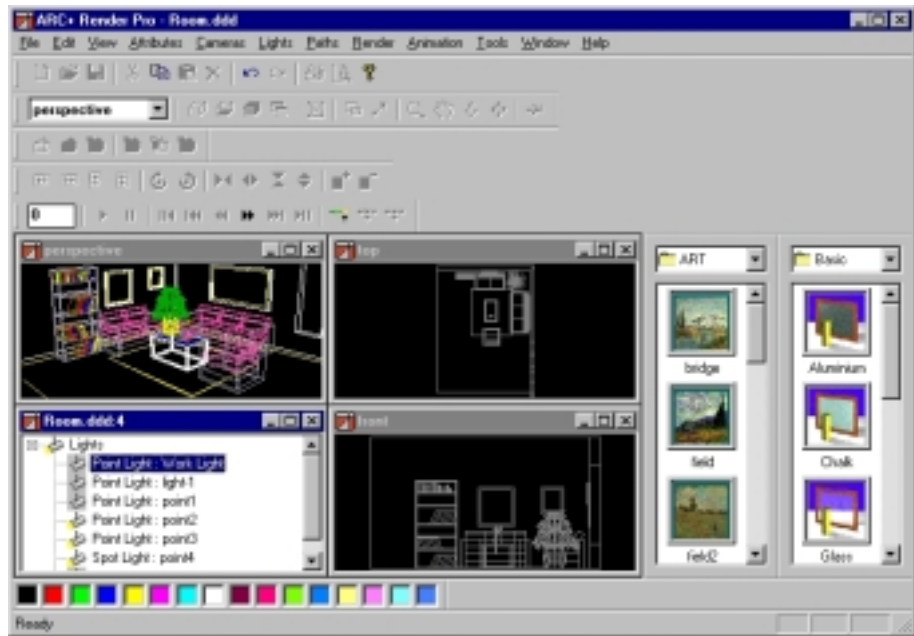 ARC+ Render Pro - Room.ddd
File Edit View Attributes Cameras Lights Paths Render Animation Tools Window Help
perspective
0
perspective
top
ART
Basic
bridge
Aluminium
Room.ddd:4
front
Lights
Point Light : Work Light
Point Light : light-1
Point Light : point1
Point Light : point2
Point Light : point3
Spot Light : point4
field
Chalk
field2
Glass
Ready